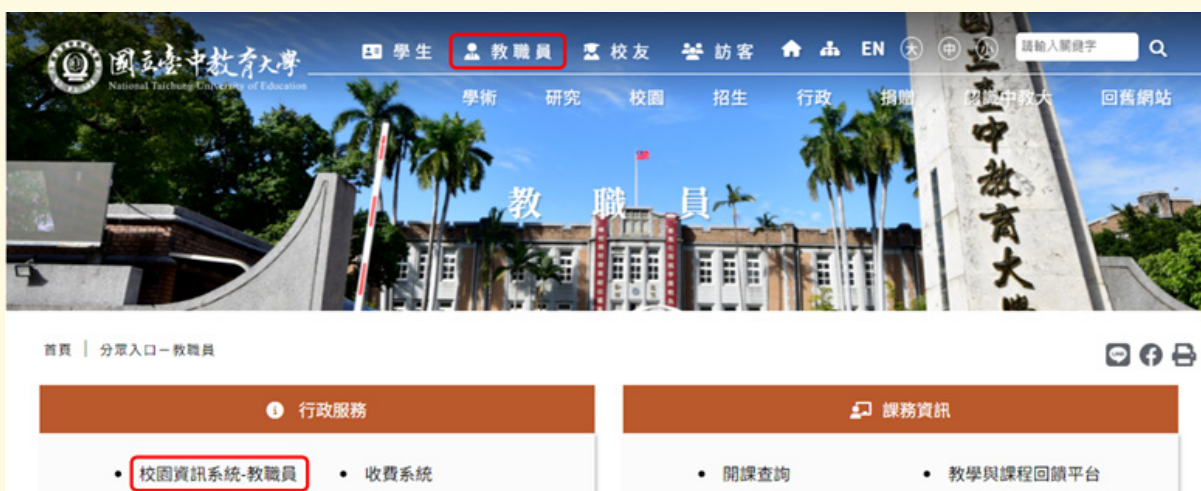 國立臺中教育大學
National Taichung University of Education
學生 教職員 校友 訪客 EN 大 中 小 請輸入關鍵字
學術 研究 校園 招生 行政 捐贈 認識中教大 回舊網站
教職員
中教育大學
首頁 | 分眾入口－教職員
行政服務
課務資訊
校園資訊系統-教職員
收費系統
開課查詢
教學與課程回饋平台